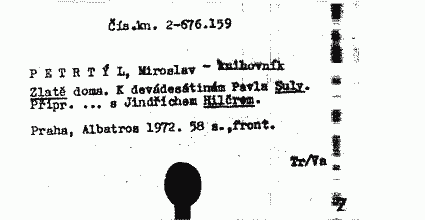 Čís.kn. 2-676.159
P E T R T Ý L, Miroslav - knihovník
Zlatě doma. K devádesátinám Pavla Suly.
Připr. ... s Jindřichem Hilčrem.
Praha, Albatros 1972. 58 s.,front.
Tr/Va
Z